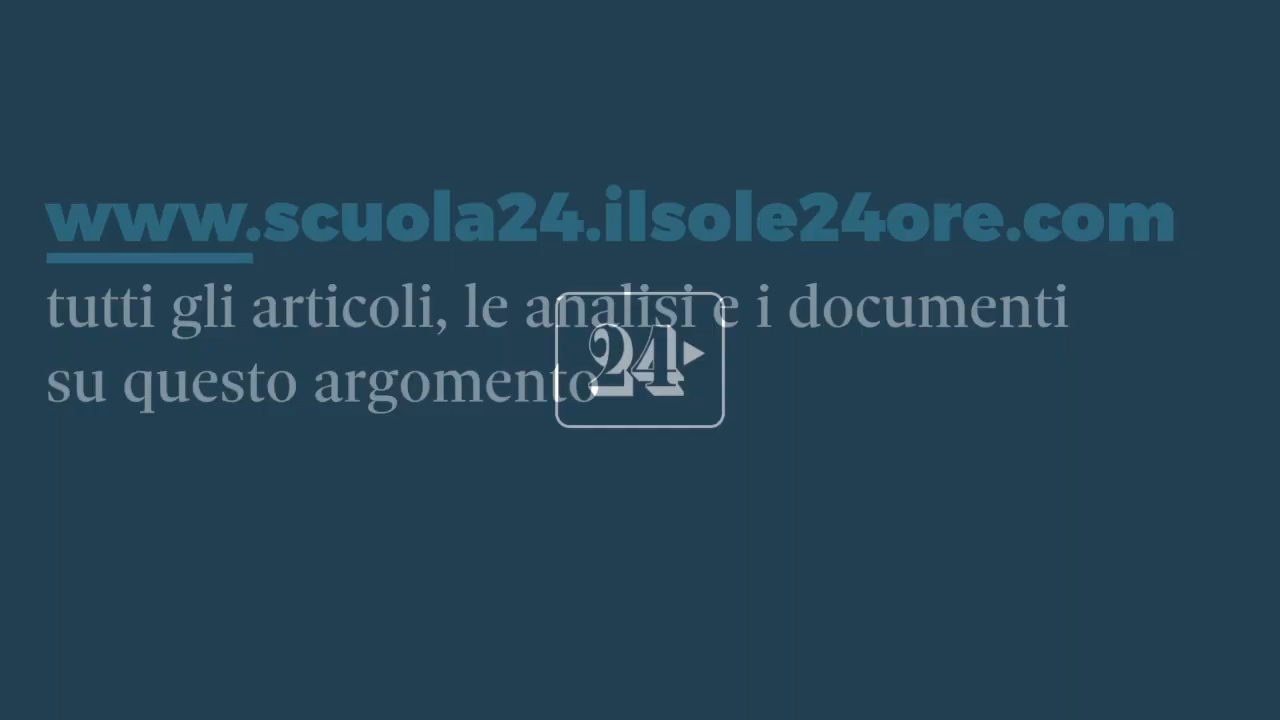 www.scuola24.ilsole24ore.com
tutti gli articoli, le analisi e i documenti
su questo argomento
24